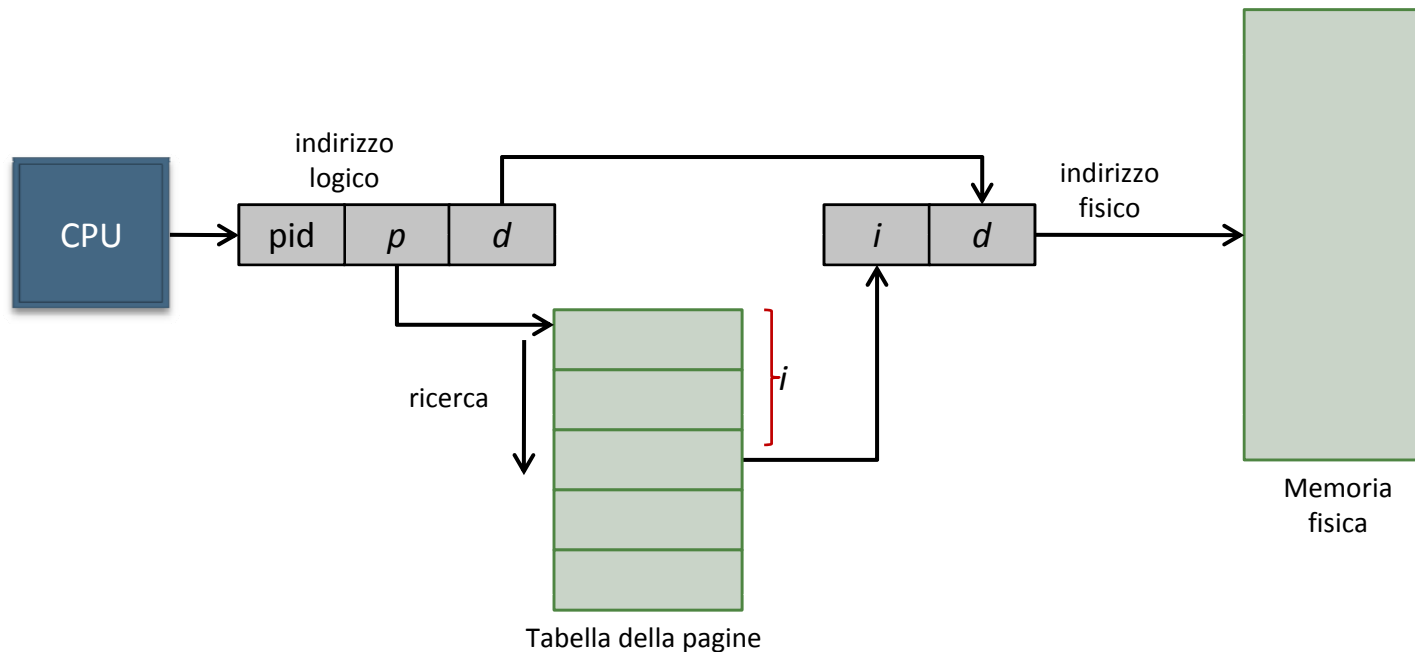 indirizzo
logico
CPU
pid
p
d
i
d
indirizzo
fisico
ricerca
i
Tabella della pagine
Memoria
fisica